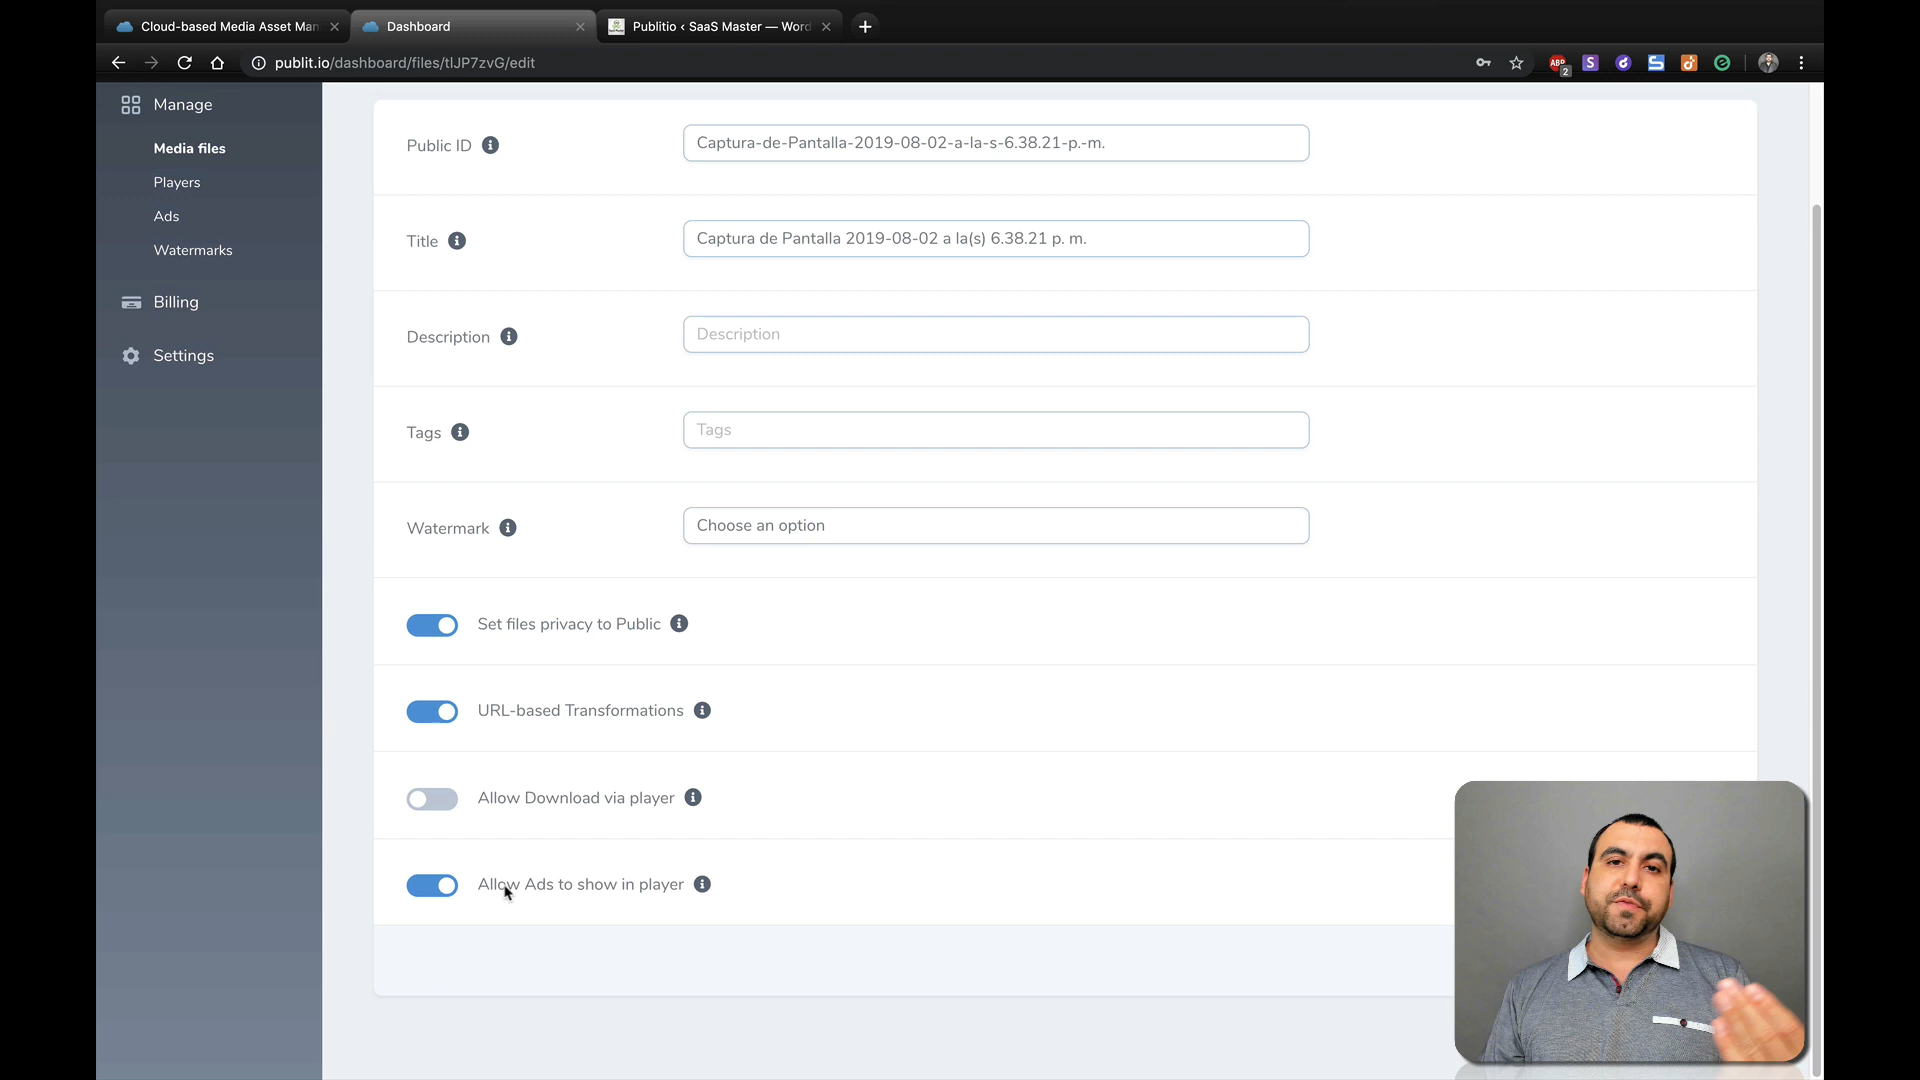 Cloud-based Media Asset Man
Dashboard
Publitio ‹ SaaS Master — Word
publit.io/dashboard/files/tIJP7zvG/edit
ABP
2
Manage
Media files
Players
Ads
Watermarks
Billing
Settings
Public ID
Captura-de-Pantalla-2019-08-02-a-la-s-6.38.21-p.-m.
Title
Captura de Pantalla 2019-08-02 a la(s) 6.38.21 p. m.
Description
Description
Tags
Tags
Watermark
Choose an option
Set files privacy to Public
URL-based Transformations
Allow Download via player
Allow Ads to show in player